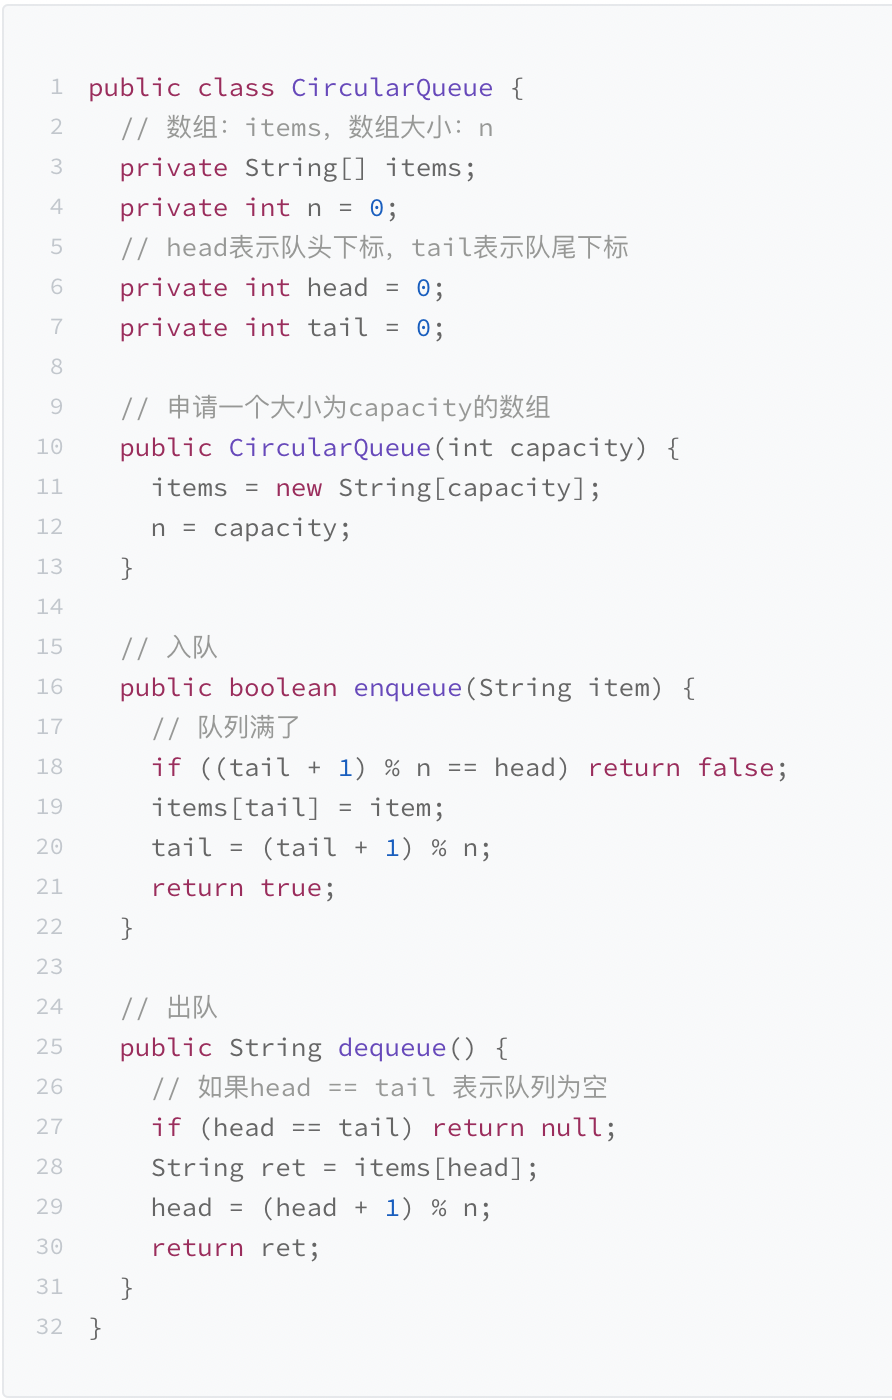 1 public class CircularQueue {
2 // 数组：items，数组大小：n
3 private String[] items;
4 private int n = 0;
5 // head表示队头下标，tail表示队尾下标
6 private int head = 0;
7 private int tail = 0;
8
9 // 申请一个大小为capacity的数组
10 public CircularQueue(int capacity) {
11 items = new String[capacity];
12 n = capacity;
13 }
14
15 // 入队
16 public boolean enqueue(String item) {
17 // 队列满了
18 if ((tail + 1) % n == head) return false;
19 items[tail] = item;
20 tail = (tail + 1) % n;
21 return true;
22 }
23
24 // 出队
25 public String dequeue() {
26 // 如果head == tail 表示队列为空
27 if (head == tail) return null;
28 String ret = items[head];
29 head = (head + 1) % n;
30 return ret;
31 }
32 }